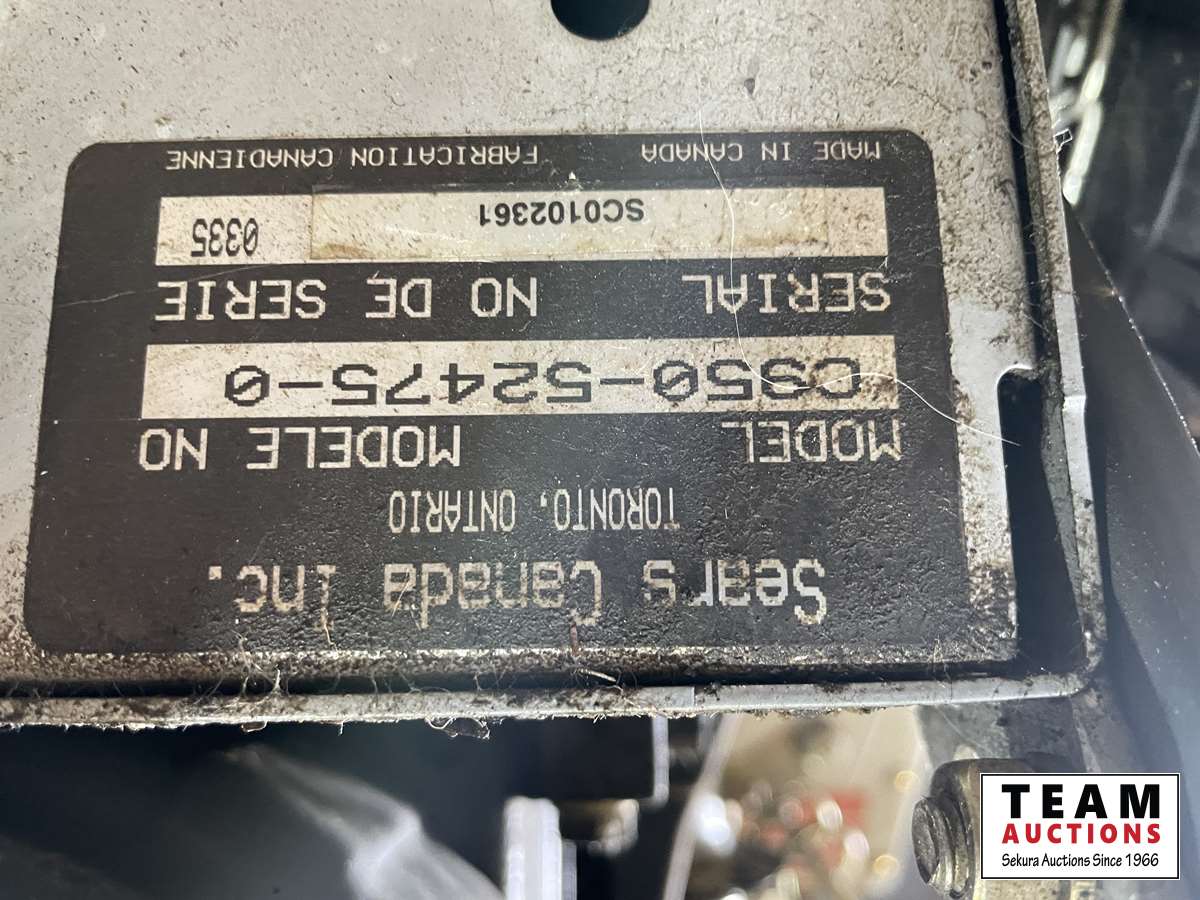 Sears Canada Inc.
TORONTO, ONTARIO
MODEL MODELE NO
C950-52475-0
SERIAL NO DE SERIE
SC0102361 0335
MADE IN CANADA FABRICATION CANADIENNE
TEAM
AUCTIONS
Sekura Auctions Since 1966